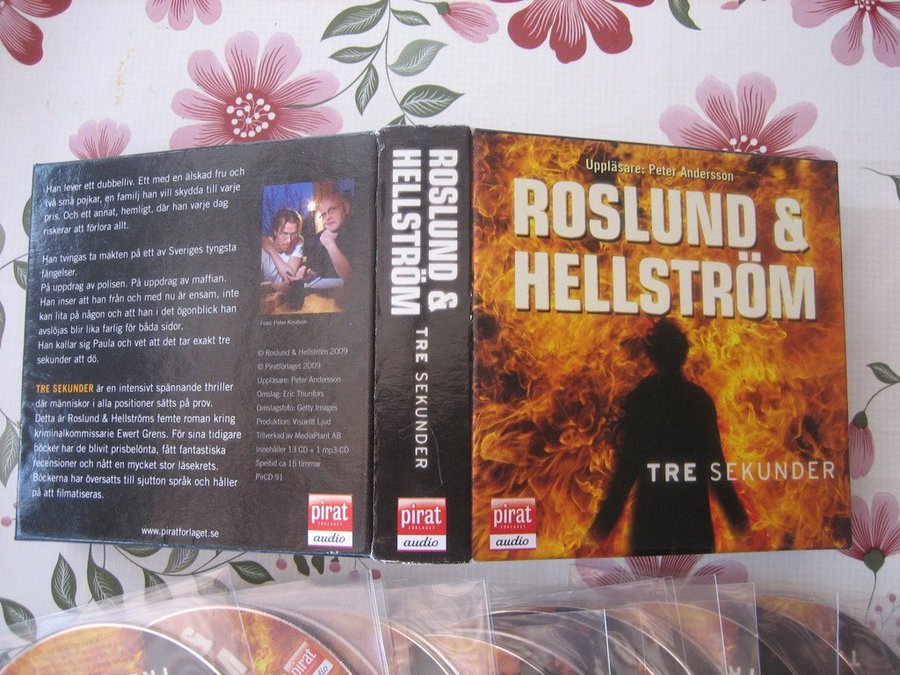 Han lever ett dubbelliv. Ett med en älskad fru och
två små pojkar, en familj han vill skydda till varje
pris. Och ett annat, hemligt, där han varje dag
riskerar att förlora allt.
Han tvingas ta makten på ett av Sveriges tyngsta
fängelser.
På uppdrag av polisen. På uppdrag av maffian.
Han inser att han från och med nu är ensam, inte
kan lita på någon och att han i det ögonblick han
avslöjas blir lika farlig för båda sidor.
Han kallar sig Paula och vet att det tar exakt tre
sekunder att dö.
TRE SEKUNDER är en intensivt spännande thriller
där människor i alla positioner sätts på prov.
Detta är Roslund & Hellströms femte roman kring
kriminalkommissarie Ewert Grens. För sina tidigare
böcker har de blivit prisbelönta, fått fantastiska
recensioner och nått en mycket stor läsekrets.
Böckerna har översatts till sjutton språk och håller
på att filmatiseras.
www.piratforlaget.se
Foto: Peter Knutson
© Roslund & Hellström 2009
© Piratförlaget 2009
Uppläsare: Peter Andersson
Omslag: Eric Thunfors
Omslagsfoto: Getty Images
Produktion: Visuellt Ljud
Tillverkad av MediaPlant AB
Innehåller 13 CD + 1 mp3-CD
Speltid ca 15 timmar
PirCD 91
pirat
FÖRLAGET
audio
ROSLUND &
HELLSTRÖM
TRE SEKUNDER
pirat
FÖRLAGET
audio
Uppläsare: Peter Andersson
ROSLUND &
HELLSTRÖM
TRE SEKUNDER
pirat
FÖRLAGET
audio
pirat
audio